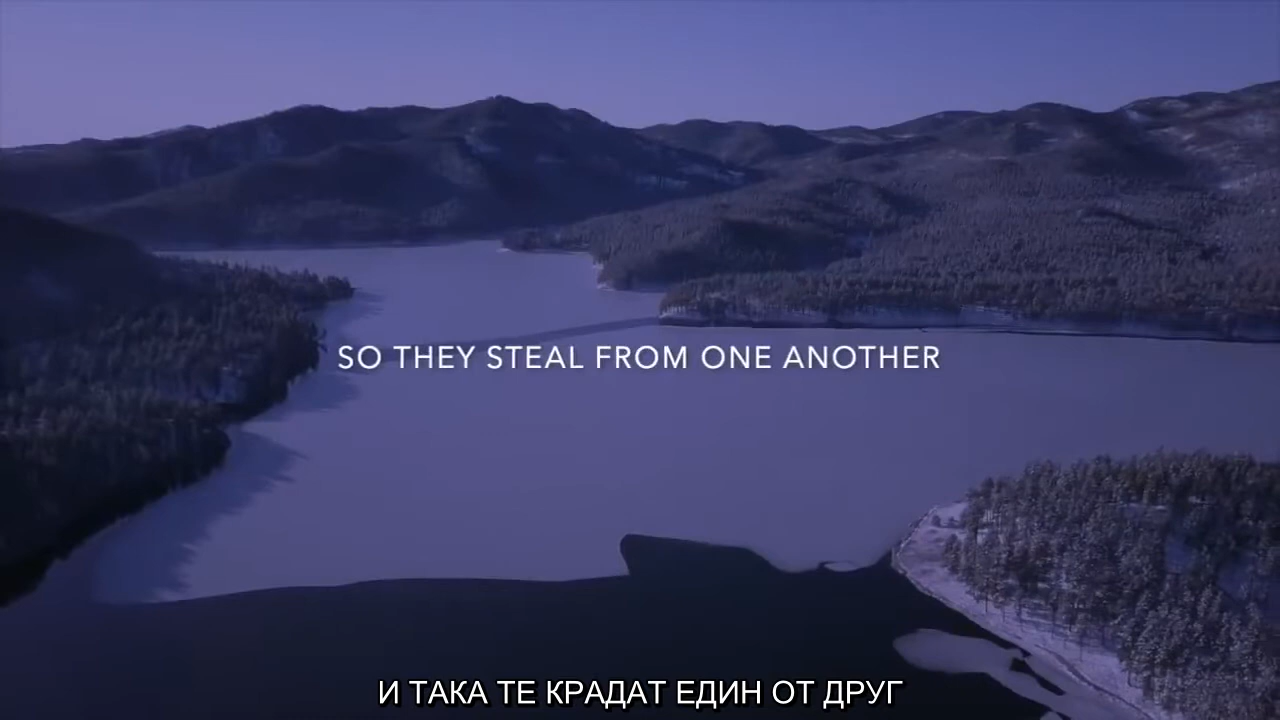 SO THEY STEAL FROM ONE ANOTHER
И ТАКА ТЕ КРАДАТ ЕДИН ОТ ДРУГ